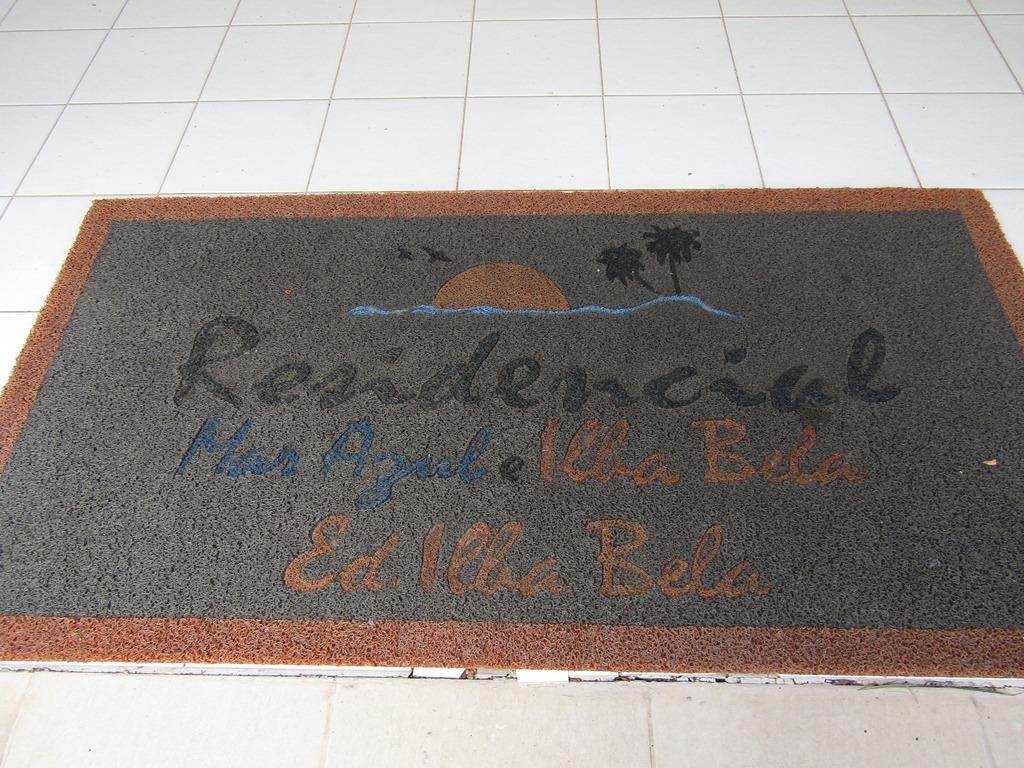 Residencial
Mar Azul e Ilha Bela
Ed. Ilha Bela